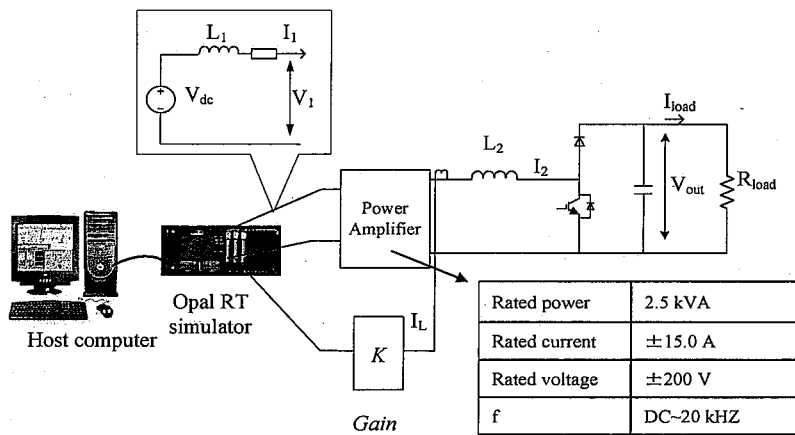 L1 I1
Vdc V1
Iload
L2 I2
Vout Rload
Power
Amplifier
Opal RT
simulator
Host computer
IL
K
Gain
Rated power 2.5 kVA
Rated current ±15.0 A
Rated voltage ±200 V
f DC~20 kHZ